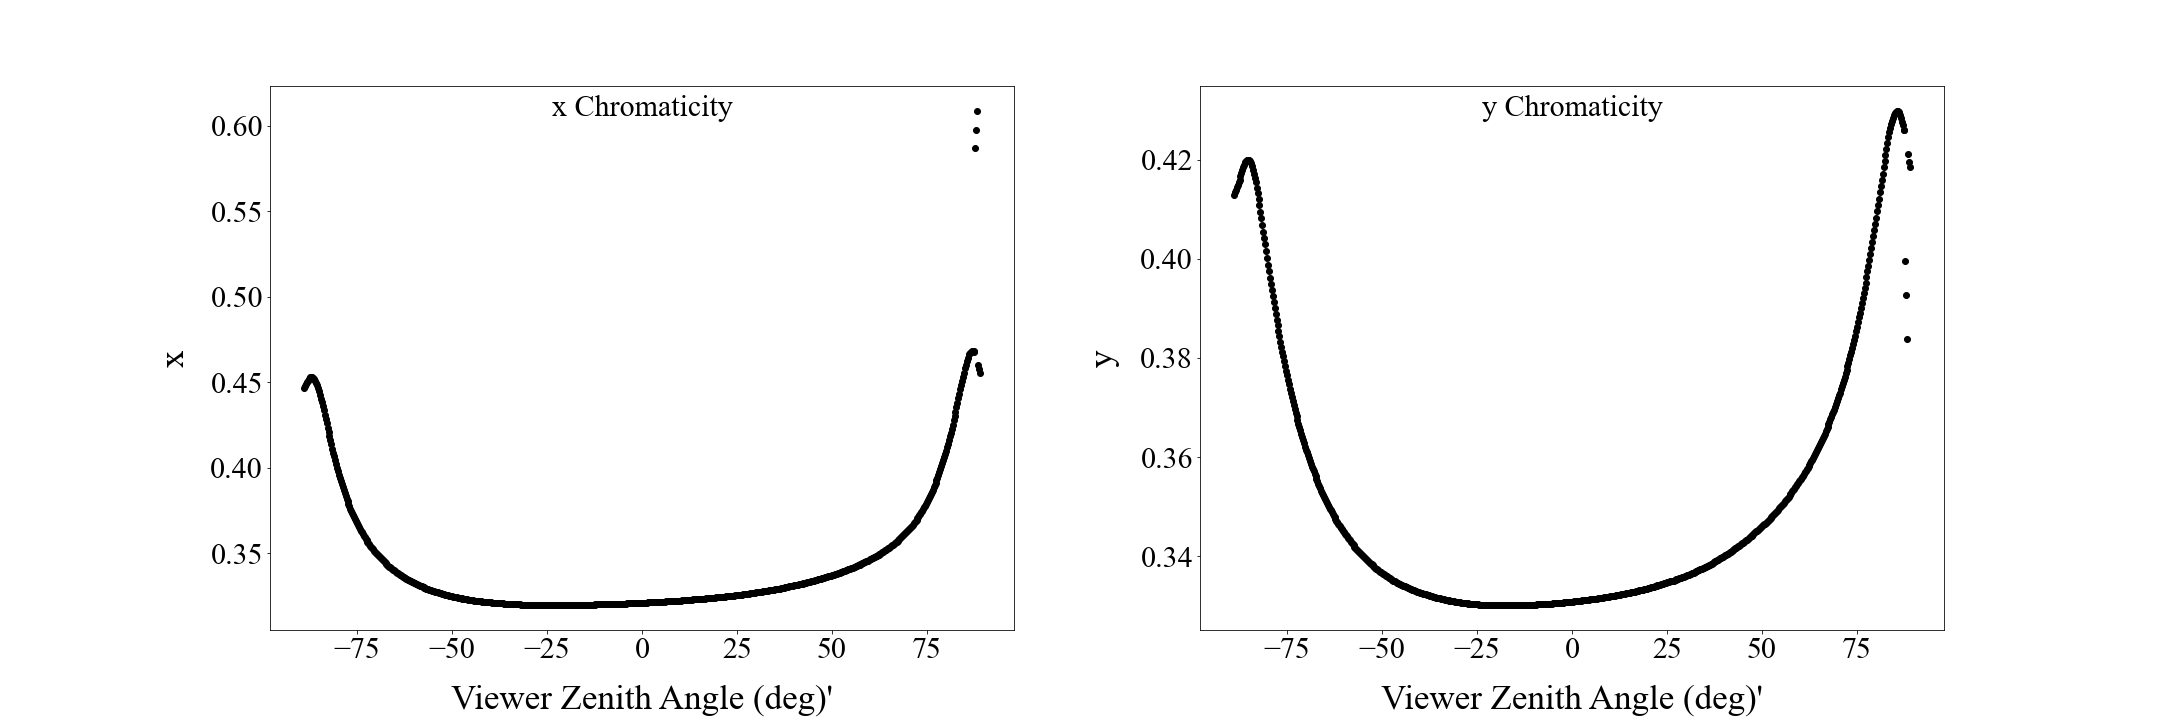 x Chromaticity
x
0.60
0.55
0.50
0.45
0.40
0.35
−75 −50 −25 0 25 50 75
Viewer Zenith Angle (deg)'
y Chromaticity
y
0.42
0.40
0.38
0.36
0.34
−75 −50 −25 0 25 50 75
Viewer Zenith Angle (deg)'